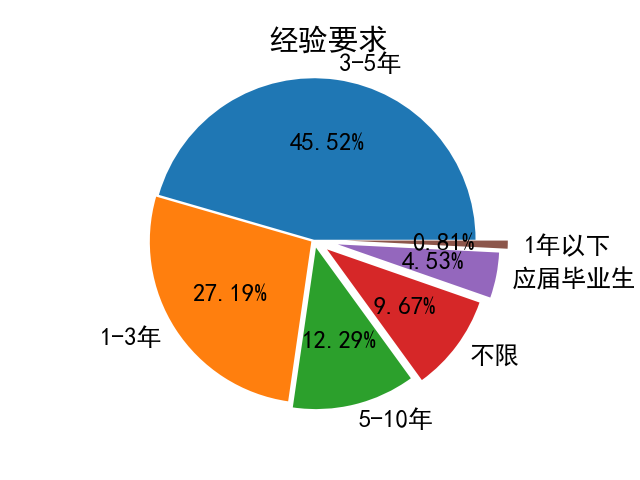 经验要求
3-5年
45.52%
0.81%
1年以下
4.53%
应届毕业生
27.19%
9.67%
1-3年
12.29%
不限
5-10年